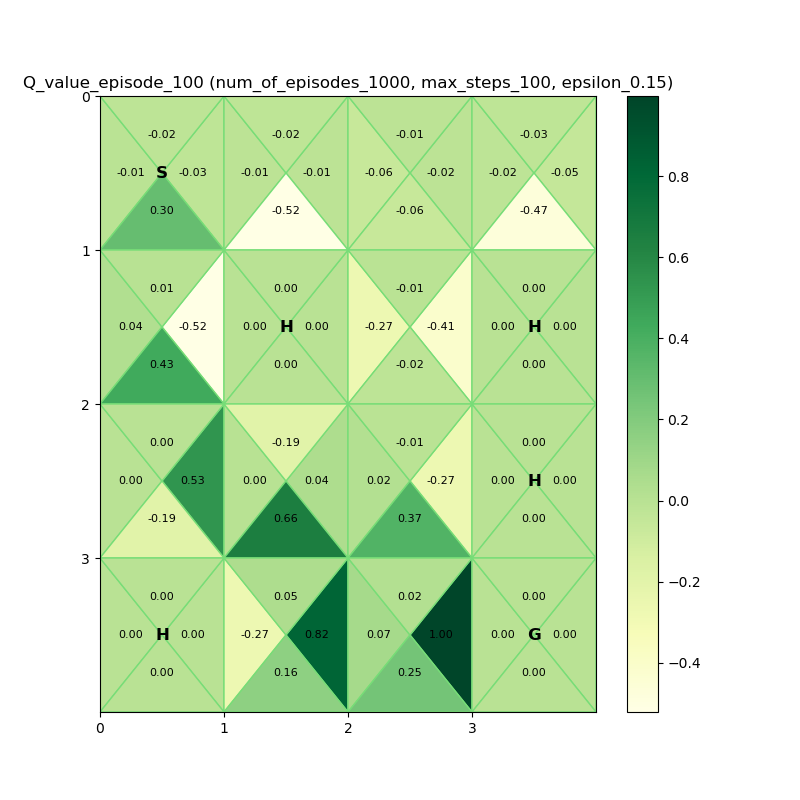 Q_value_episode_100 (num_of_episodes_1000, max_steps_100, epsilon_0.15)
0
-0.02 -0.02 -0.01 -0.03
-0.01 S -0.03 -0.01 -0.01 -0.06 -0.02 -0.02 -0.05
0.30 -0.52 -0.06 -0.47
1
0.01 0.00 -0.01 0.00
0.04 -0.52 0.00 H 0.00 -0.27 -0.41 0.00 H 0.00
0.43 0.00 -0.02 0.00
2
0.00 -0.19 -0.01 0.00
0.00 0.53 0.00 0.04 0.02 -0.27 0.00 H 0.00
-0.19 0.66 0.37 0.00
3
0.00 0.05 0.02 0.00
0.00 H 0.00 -0.27 0.82 0.07 1.00 0.00 G 0.00
0.00 0.16 0.25 0.00
0 1 2 3
0.8
0.6
0.4
0.2
0.0
−0.2
−0.4